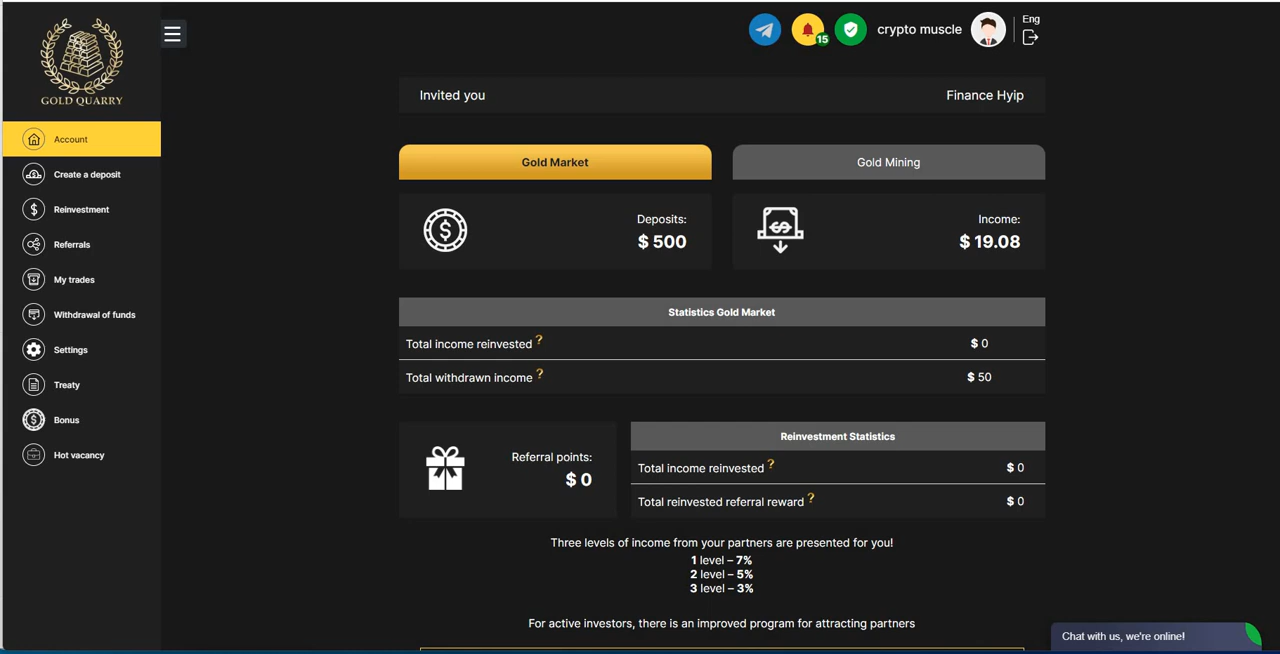 GOLD QUARRY
15
crypto muscle
Eng
Account
Create a deposit
Reinvestment
Referrals
My trades
Withdrawal of funds
Settings
Treaty
Bonus
Hot vacancy
Invited you
Finance Hyip
Gold Market
Gold Mining
Deposits:
$ 500
Income:
$ 19.08
Statistics Gold Market
Total income reinvested ?
$ 0
Total withdrawn income ?
$ 50
Referral points:
$ 0
Reinvestment Statistics
Total income reinvested ?
$ 0
Total reinvested referral reward ?
$ 0
Three levels of income from your partners are presented for you!
1 level – 7%
2 level – 5%
3 level – 3%
For active investors, there is an improved program for attracting partners
Chat with us, we're online!